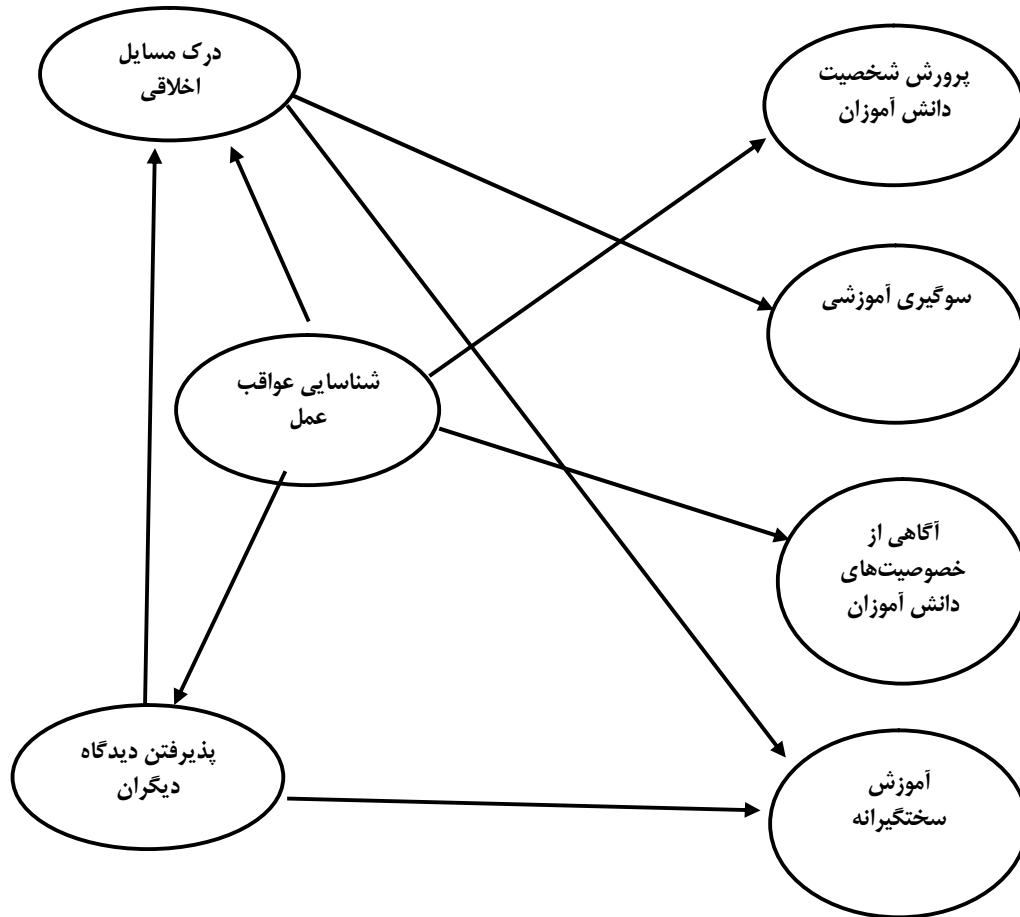 درک مسایل
اخلاقی
پرورش شخصیت
دانش آموزان
سوگیری آموزشی
شناسایی عواقب
عمل
آگاهی از
خصوصیت‌های
دانش آموزان
پذیرفتن دیدگاه
دیگران
آموزش
سختگیرانه